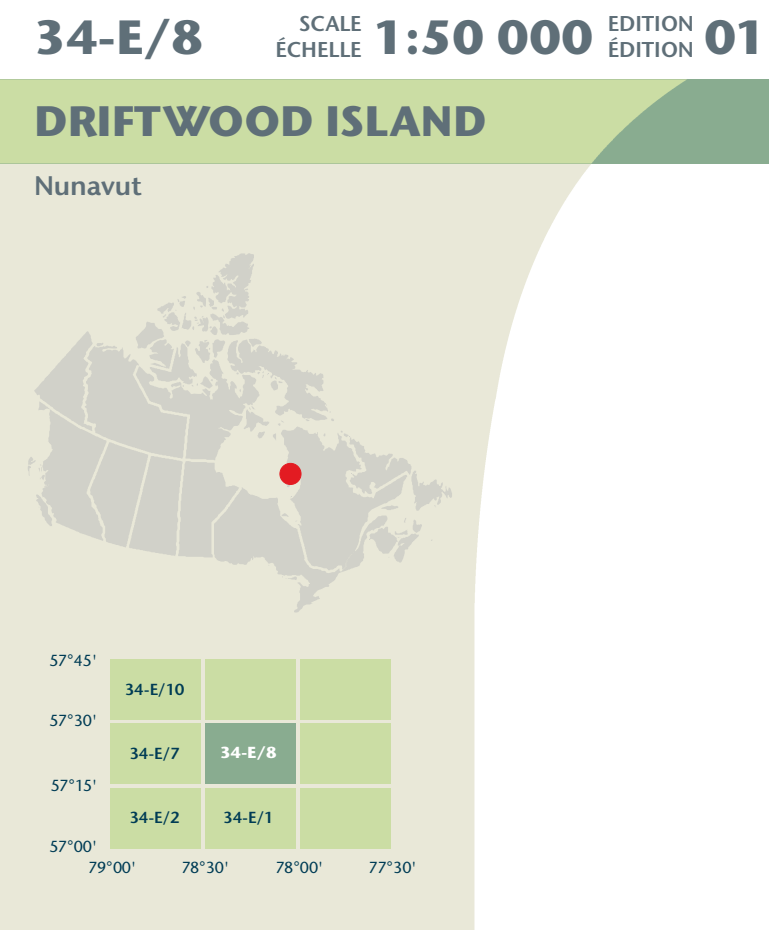 34-E/8
SCALE
ÉCHELLE
1:50 000
EDITION
ÉDITION
01
DRIFTWOOD ISLAND
Nunavut
57°45'
34-E/10
57°30'
34-E/7
34-E/8
57°15'
34-E/2
34-E/1
57°00'
79°00'
78°30'
78°00'
77°30'